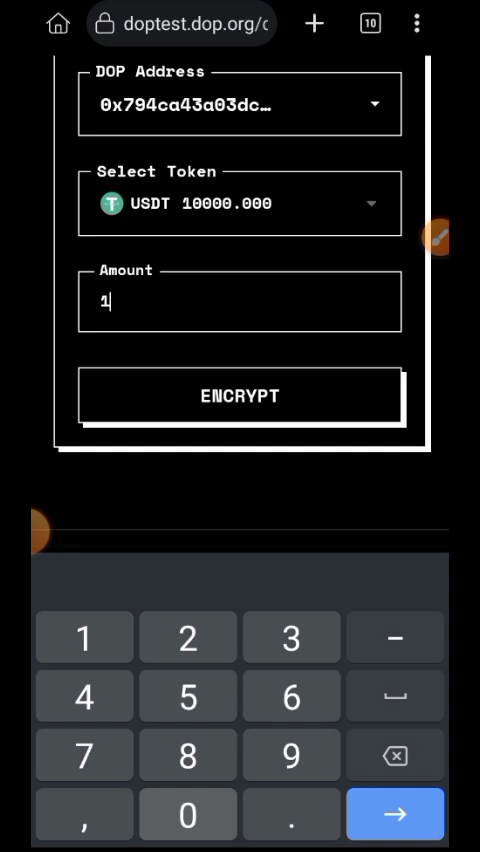 doptest.dop.org/c
10
DOP Address
0x794ca43a03dc…
Select Token
USDT 10000.000
Amount
1
ENCRYPT
1 2 3 -
4 5 6
7 8 9
, 0 .